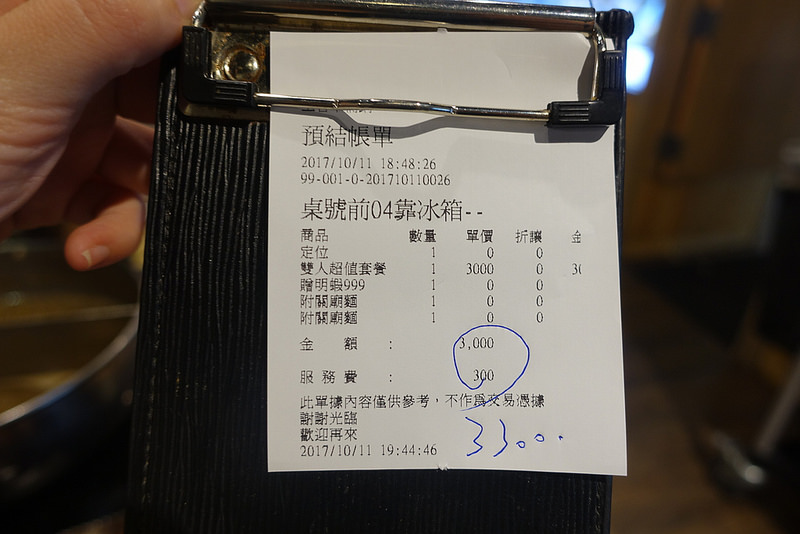 預結帳單
2017/10/11 18:48:26
99-001-0-201710110026
桌號前04靠冰箱--
商品 數量 單價 折讓 金
定位 1 0 0
雙人超值套餐 1 3000 0 30
贈明蝦999 1 0 0
附關廟麵 1 0 0
附關廟麵 1 0 0
金 額 : 3,000
服 務 費 : 300
此單據內容僅供參考,不作為交易憑據
謝謝光臨
歡迎再來
2017/10/11 19:44:46
3300.